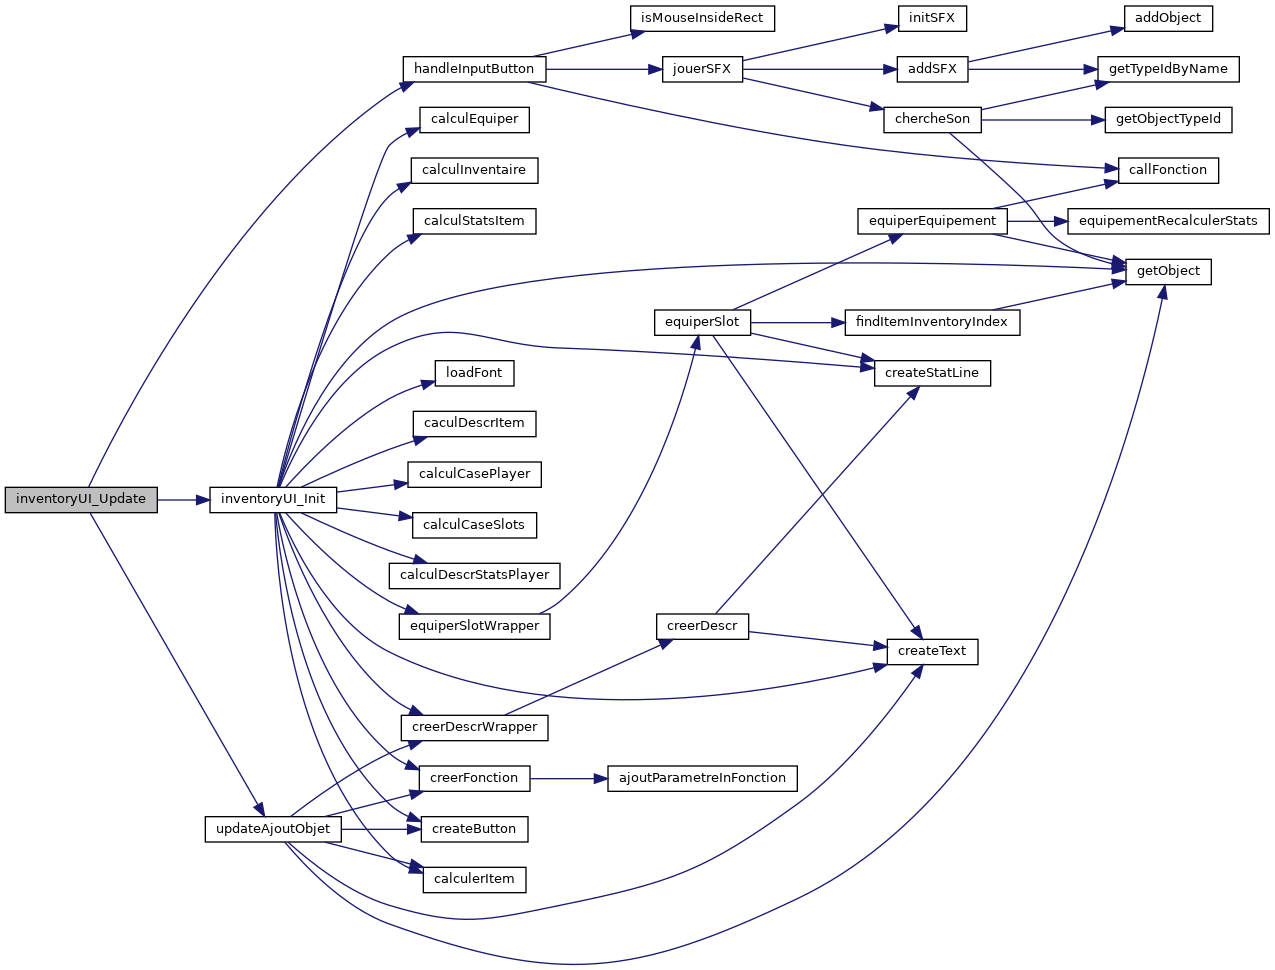 isMouseInsideRect
initSFX
addObject
handleInputButton
jouerSFX
addSFX
getTypeIdByName
calculEquiper
chercheSon
getObjectTypeId
calculInventaire
callFonction
calculStatsItem
equiperEquipement
equipementRecalculerStats
getObject
equiperSlot
findItemInventoryIndex
loadFont
createStatLine
caculDescrItem
calculCasePlayer
inventoryUI_Update
inventoryUI_Init
calculCaseSlots
calculDescrStatsPlayer
equiperSlotWrapper
creerDescr
createText
creerDescrWrapper
creerFonction
ajoutParametreInFonction
updateAjoutObjet
createButton
calculerItem